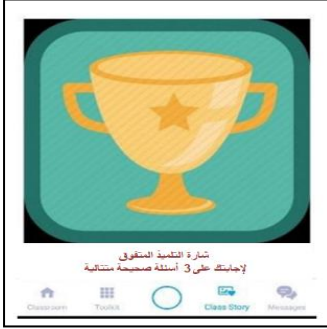 شارة التلميذ المتفوق
لإجابتك على 3 أسئلة صحيحة متتالية
Classroom Toolkit Class Story Messages